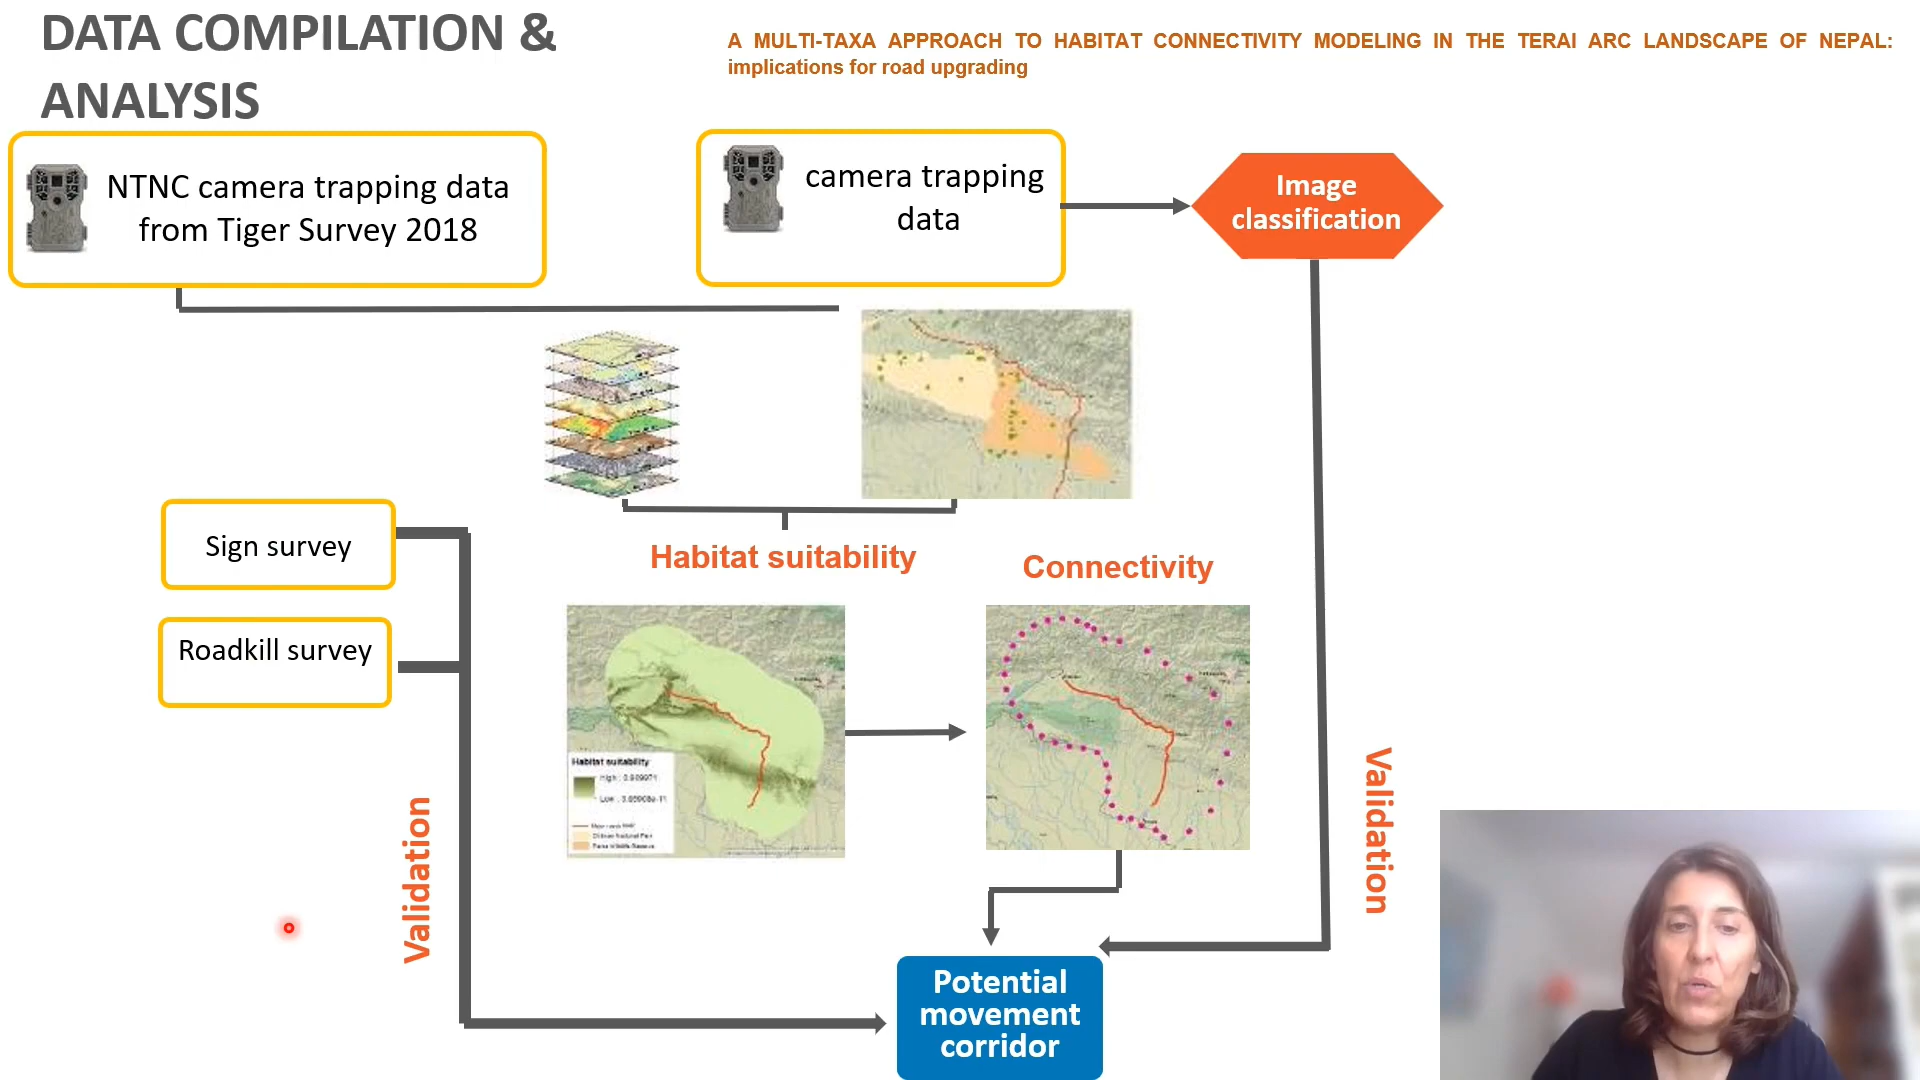 DATA COMPILATION &
ANALYSIS
A MULTI-TAXA APPROACH TO HABITAT CONNECTIVITY MODELING IN THE TERAI ARC LANDSCAPE OF NEPAL:
implications for road upgrading
NTNC camera trapping data
from Tiger Survey 2018
camera trapping
data
Image
classification
Sign survey
Roadkill survey
Habitat suitability
Connectivity
Habitat suitability
Validation
Validation
Potential
movement
corridor